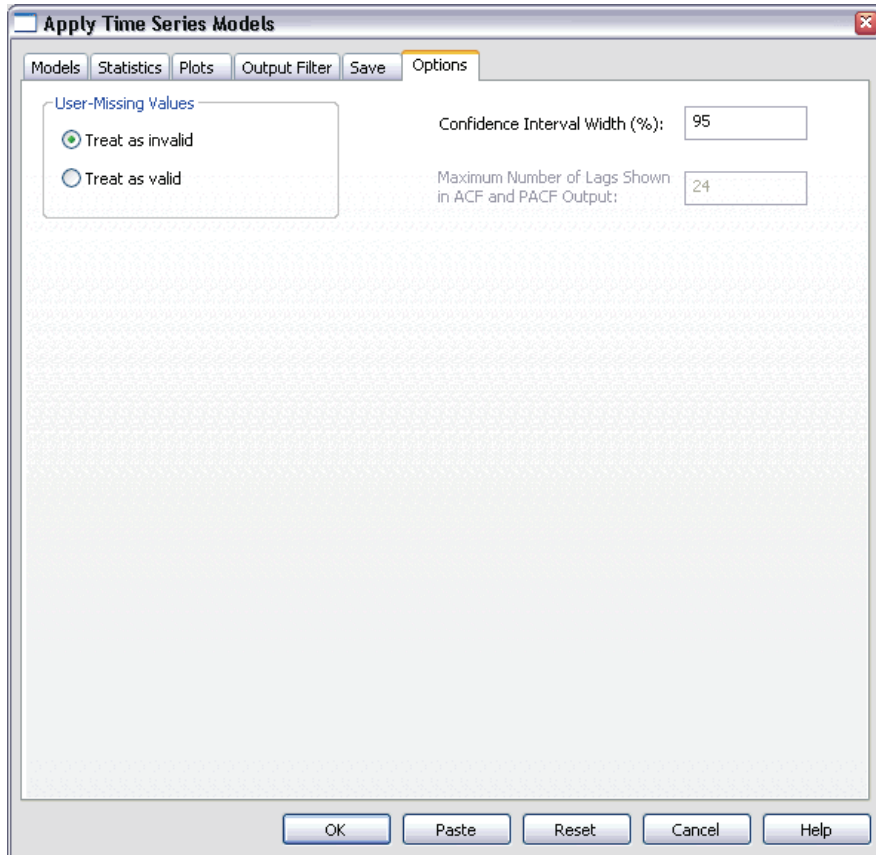 Apply Time Series Models
Models Statistics Plots Output Filter Save Options
User-Missing Values
Treat as invalid
Treat as valid
Confidence Interval Width (%): 95
Maximum Number of Lags Shown
in ACF and PACF Output: 24
OK Paste Reset Cancel Help